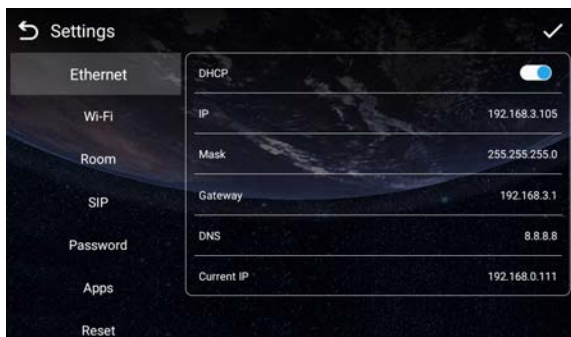 Settings
Ethernet
Wi-Fi
Room
SIP
Password
Apps
Reset
DHCP
IP 192.168.3.105
Mask 255.255.255.0
Gateway 192.168.3.1
DNS 8.8.8.8
Current IP 192.168.0.111